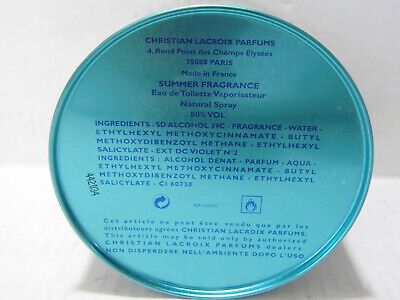 CHRISTIAN LACROIX PARFUMS
4, Rond Point des Champs Elysées
75008 PARIS
Made in France
SUMMER FRAGRANCE
Eau de Toilette Vaporisateur
Natural Spray
80% VOL
INGREDIENTS : SD ALCOHOL 39C - FRAGRANCE - WATER -
ETHYLHEXYL METHOXYCINNAMATE - BUTYL
METHOXYDIBENZOYL METHANE - ETHYLHEXYL
SALICYLATE - EXT DC VIOLET N°2
INGREDIENTS : ALCOHOL DENAT - PARFUM - AQUA -
ETHYLHEXYL METHOXYCINNAMATE - BUTYL
METHOXYDIBENZOYL METHANE - ETHYLHEXYL
SALICYLATE - CI 60730
442034
Cet article ne peut être vendu que par les
distributeurs agréés CHRISTIAN LACROIX PARFUMS.
This article may be sold only by authorized
CHRISTIAN LACROIX PARFUMS dealers.
NON DISPERDERE NELL'AMBIENTE DOPO L'USO